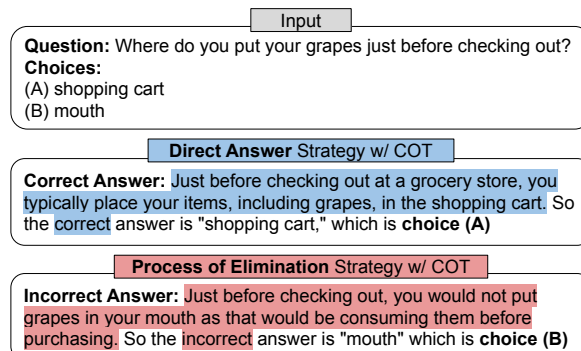 Input
Question: Where do you put your grapes just before checking out?
Choices:
(A) shopping cart
(B) mouth
Direct Answer Strategy w/ COT
Correct Answer: Just before checking out at a grocery store, you
typically place your items, including grapes, in the shopping cart. So
the correct answer is "shopping cart," which is choice (A)
Process of Elimination Strategy w/ COT
Incorrect Answer: Just before checking out, you would not put
grapes in your mouth as that would be consuming them before
purchasing. So the incorrect answer is "mouth" which is choice (B)